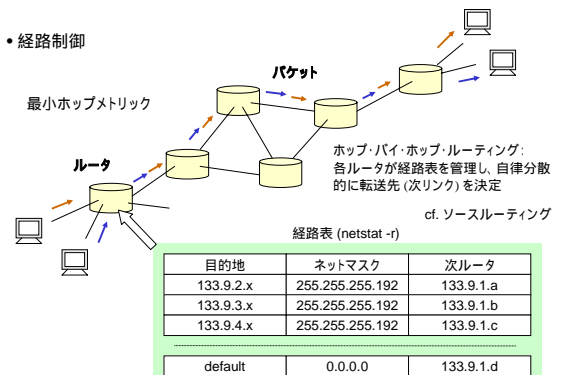 • 経路制御
パケット
最小ホップメトリック
ホップ・バイ・ホップ・ルーティング:
各ルータが経路表を管理し、自律分散
的に転送先 (次リンク) を決定
ルータ
cf. ソースルーティング
経路表 (netstat -r)
目的地 ネットマスク 次ルータ
133.9.2.x 255.255.255.192 133.9.1.a
133.9.3.x 255.255.255.192 133.9.1.b
133.9.4.x 255.255.255.192 133.9.1.c
default 0.0.0.0 133.9.1.d